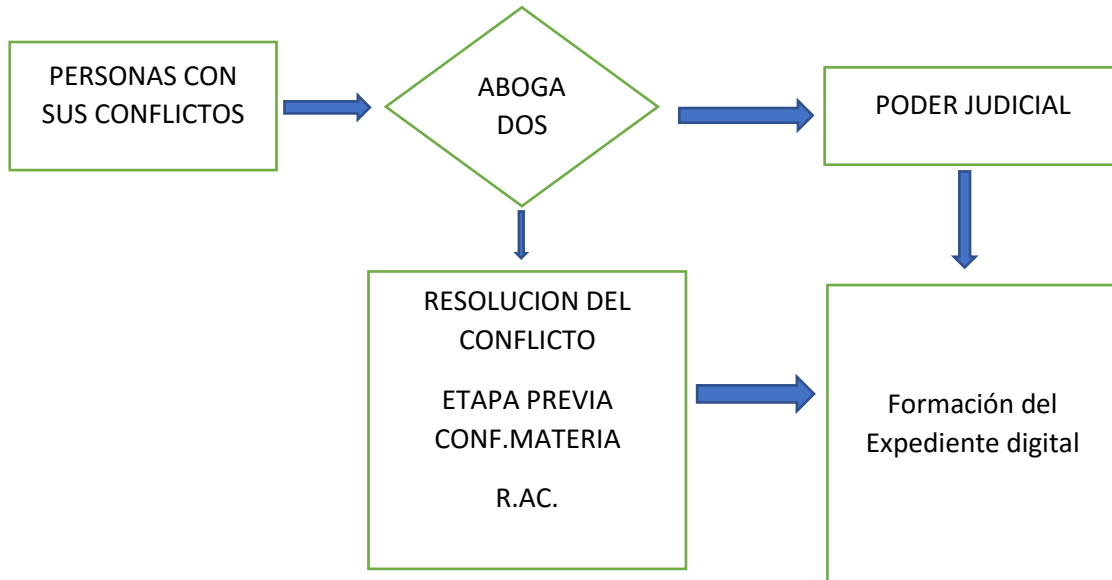 PERSONAS CON
SUS CONFLICTOS
ABOGA
DOS
PODER JUDICIAL
RESOLUCION DEL
CONFLICTO
ETAPA PREVIA
CONF.MATERIA
R.AC.
Formación del
Expediente digital